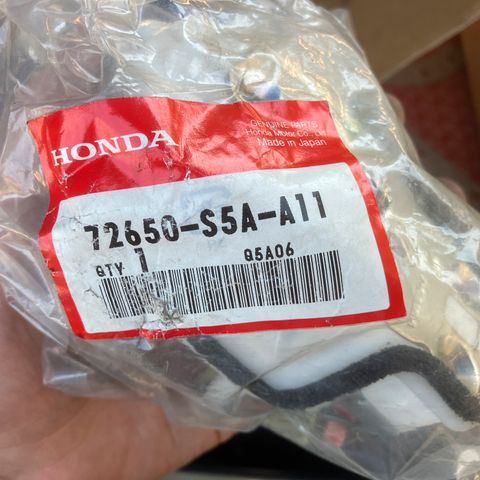 GENUINE PARTS
Honda Motor Co., Ltd.
Made in Japan
HONDA
72650-S5A-A11
QTY 1 Q5A06